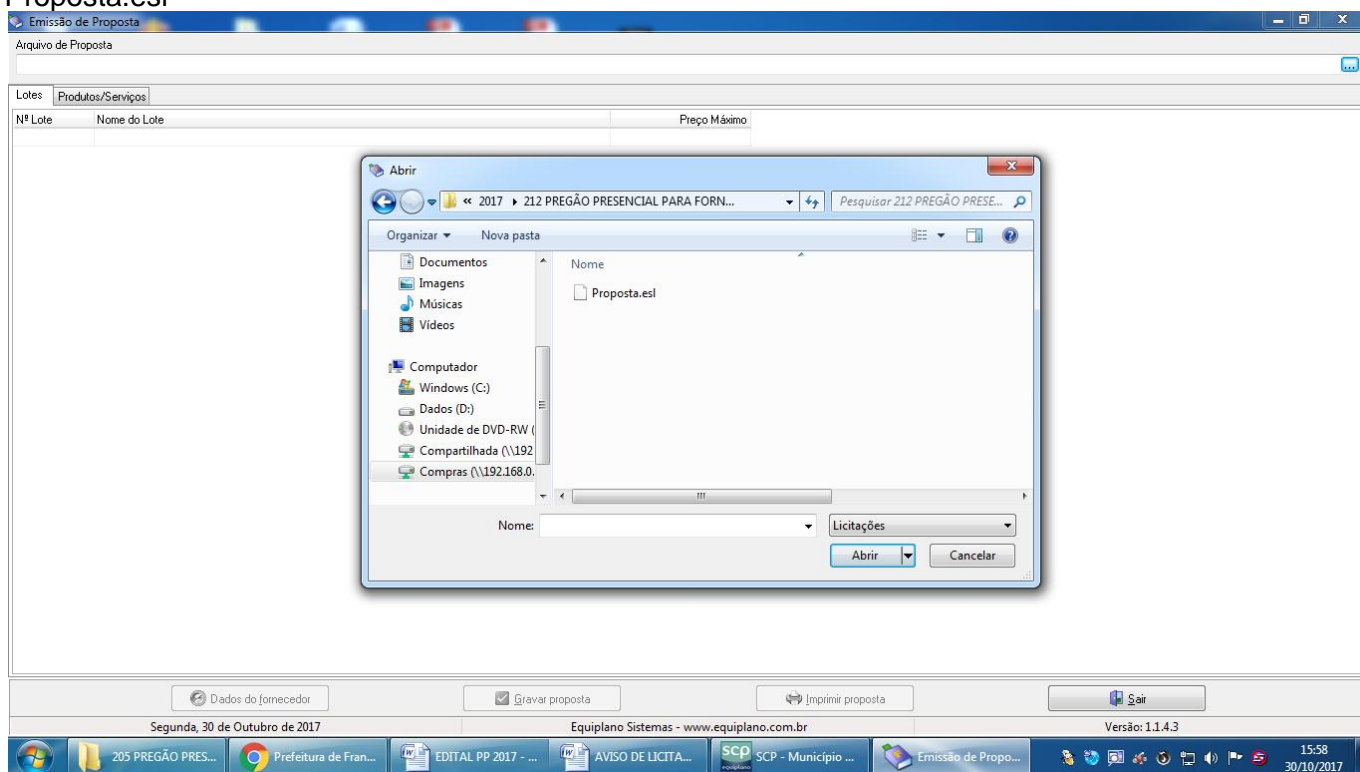 Proposta.esl
Emissão de Proposta
Arquivo de Proposta
Lotes Produtos/Serviços
Nº Lote Nome do Lote Preço Máximo
Abrir
« 2017 ▸ 212 PREGÃO PRESENCIAL PARA FORN... Pesquisar 212 PREGÃO PRESE...
Organizar Nova pasta
Documentos
Imagens
Músicas
Vídeos
Computador
Windows (C:)
Dados (D:)
Unidade de DVD-RW (
Compartilhada (\\192
Compras (\\192.168.0.
Nome
Proposta.esl
Nome: Licitações
Abrir Cancelar
Dados do fornecedor Gravar proposta Imprimir proposta Sair
Segunda, 30 de Outubro de 2017 Equiplano Sistemas - www.equiplano.com.br Versão: 1.1.4.3
205 PREGÃO PRES... Prefeitura de Fran... EDITAL PP 2017 - ... AVISO DE LICITA... SCP SCP - Município ... Emissão de Propo... 15:58
30/10/2017